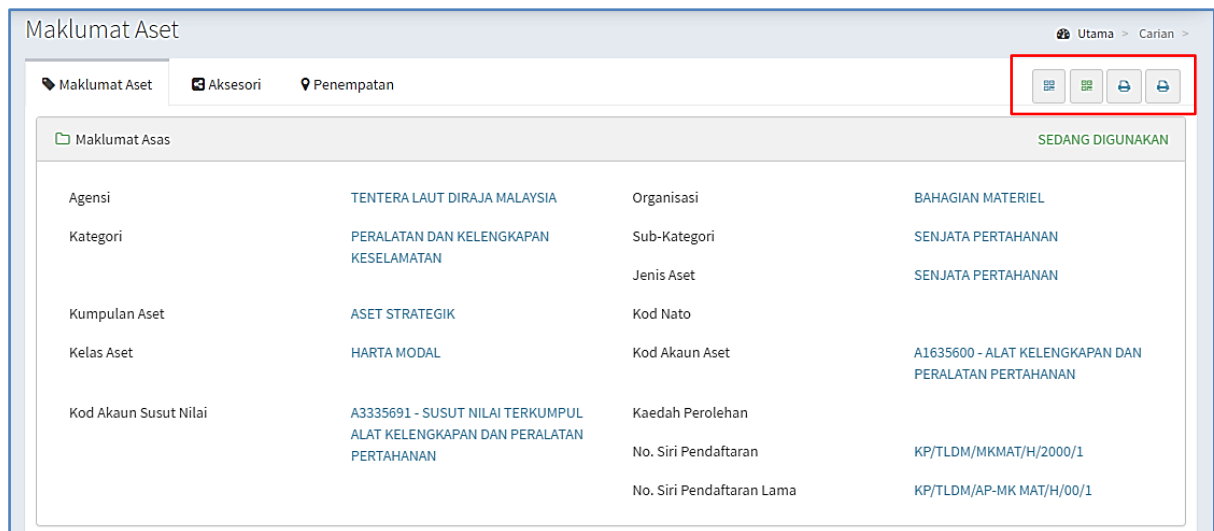 Maklumat Aset
Utama > Carian >
Maklumat Aset Aksesori Penempatan
Maklumat Asas SEDANG DIGUNAKAN
Agensi TENTERA LAUT DIRAJA MALAYSIA Organisasi BAHAGIAN MATERIEL
Kategori PERALATAN DAN KELENGKAPAN Sub-Kategori SENJATA PERTAHANAN
KESELAMATAN
Jenis Aset SENJATA PERTAHANAN
Kumpulan Aset ASET STRATEGIK Kod Nato
Kelas Aset HARTA MODAL Kod Akaun Aset A1635600 - ALAT KELENGKAPAN DAN
PERALATAN PERTAHANAN
Kod Akaun Susut Nilai A3335691 - SUSUT NILAI TERKUMPUL Kaedah Perolehan
ALAT KELENGKAPAN DAN PERALATAN
PERTAHANAN
No. Siri Pendaftaran KP/TLDM/MKMAT/H/2000/1
No. Siri Pendaftaran Lama KP/TLDM/AP-MK MAT/H/00/1